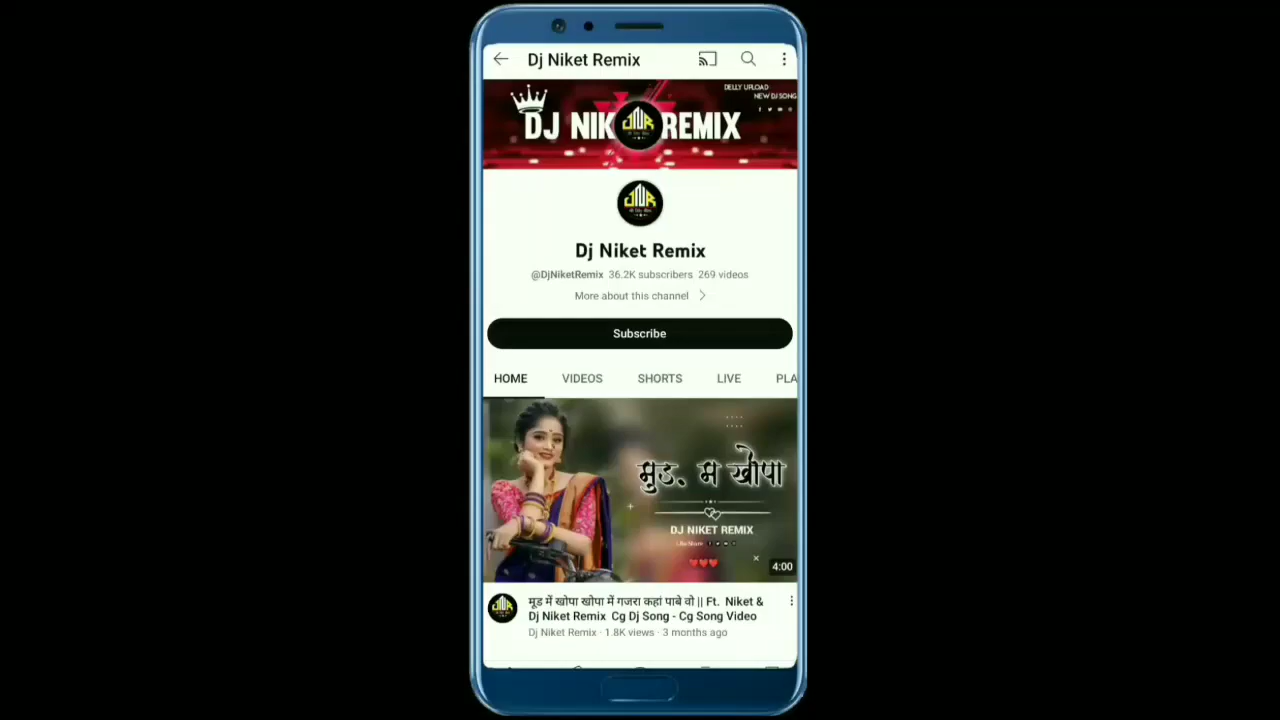 Dj Niket Remix
DELLY UPLOAD
NEW DJ SONG
DJ NIK REMIX
JNR
JNR
Dj Niket Remix
@DjNiketRemix 36.2K subscribers 269 videos
More about this channel
Subscribe
HOME VIDEOS SHORTS LIVE PLA
मुड. म खोपा
DJ NIKET REMIX
4:00
मूड में खोपा खोपा में गजरा कहां पाबे वो || Ft. Niket &
Dj Niket Remix Cg Dj Song - Cg Song Video
Dj Niket Remix · 1.8K views · 3 months ago